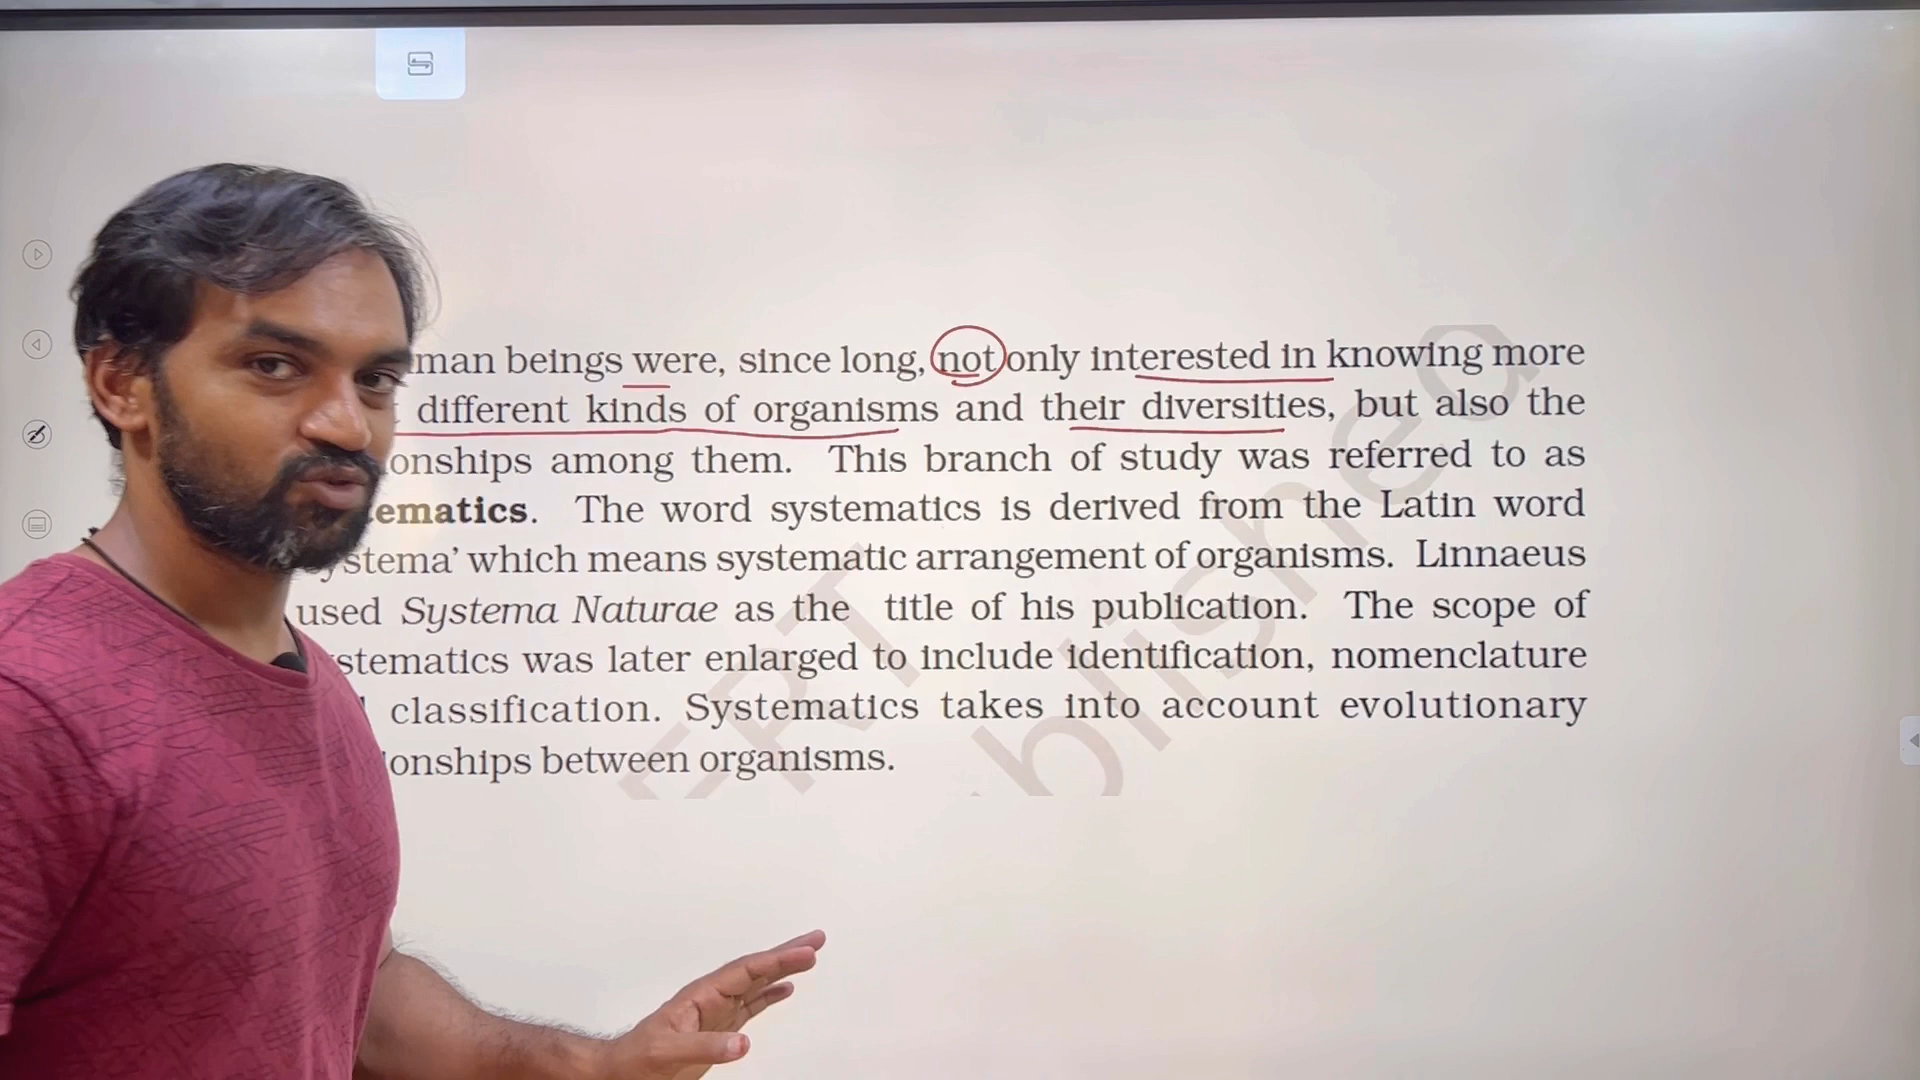 man beings were, since long, not only interested in knowing more
different kinds of organisms and their diversities, but also the
onships among them. This branch of study was referred to as
ematics. The word systematics is derived from the Latin word
stema’ which means systematic arrangement of organisms. Linnaeus
used Systema Naturae as the title of his publication. The scope of
stematics was later enlarged to include identification, nomenclature
classification. Systematics takes into account evolutionary
onships between organisms.